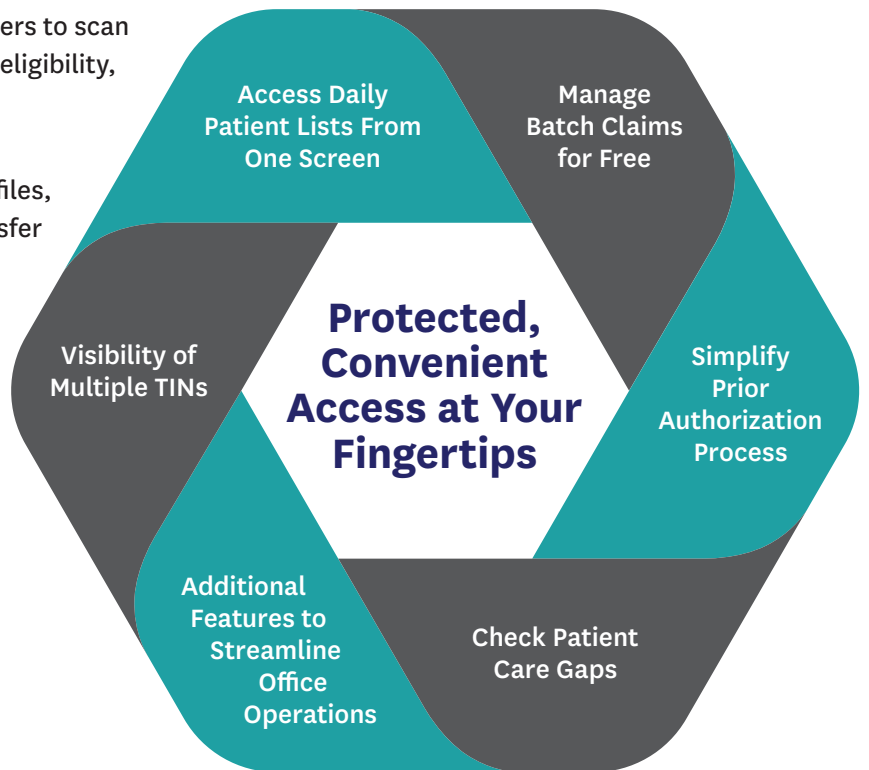 ers to scan
eligibility,
files,
sfer
Access Daily
Patient Lists From
One Screen
Manage
Batch Claims
for Free
Visibility of
Multiple TINs
Protected,
Convenient
Access at Your
Fingertips
Simplify
Prior
Authorization
Process
Additional
Features to
Streamline
Office
Operations
Check Patient
Care Gaps